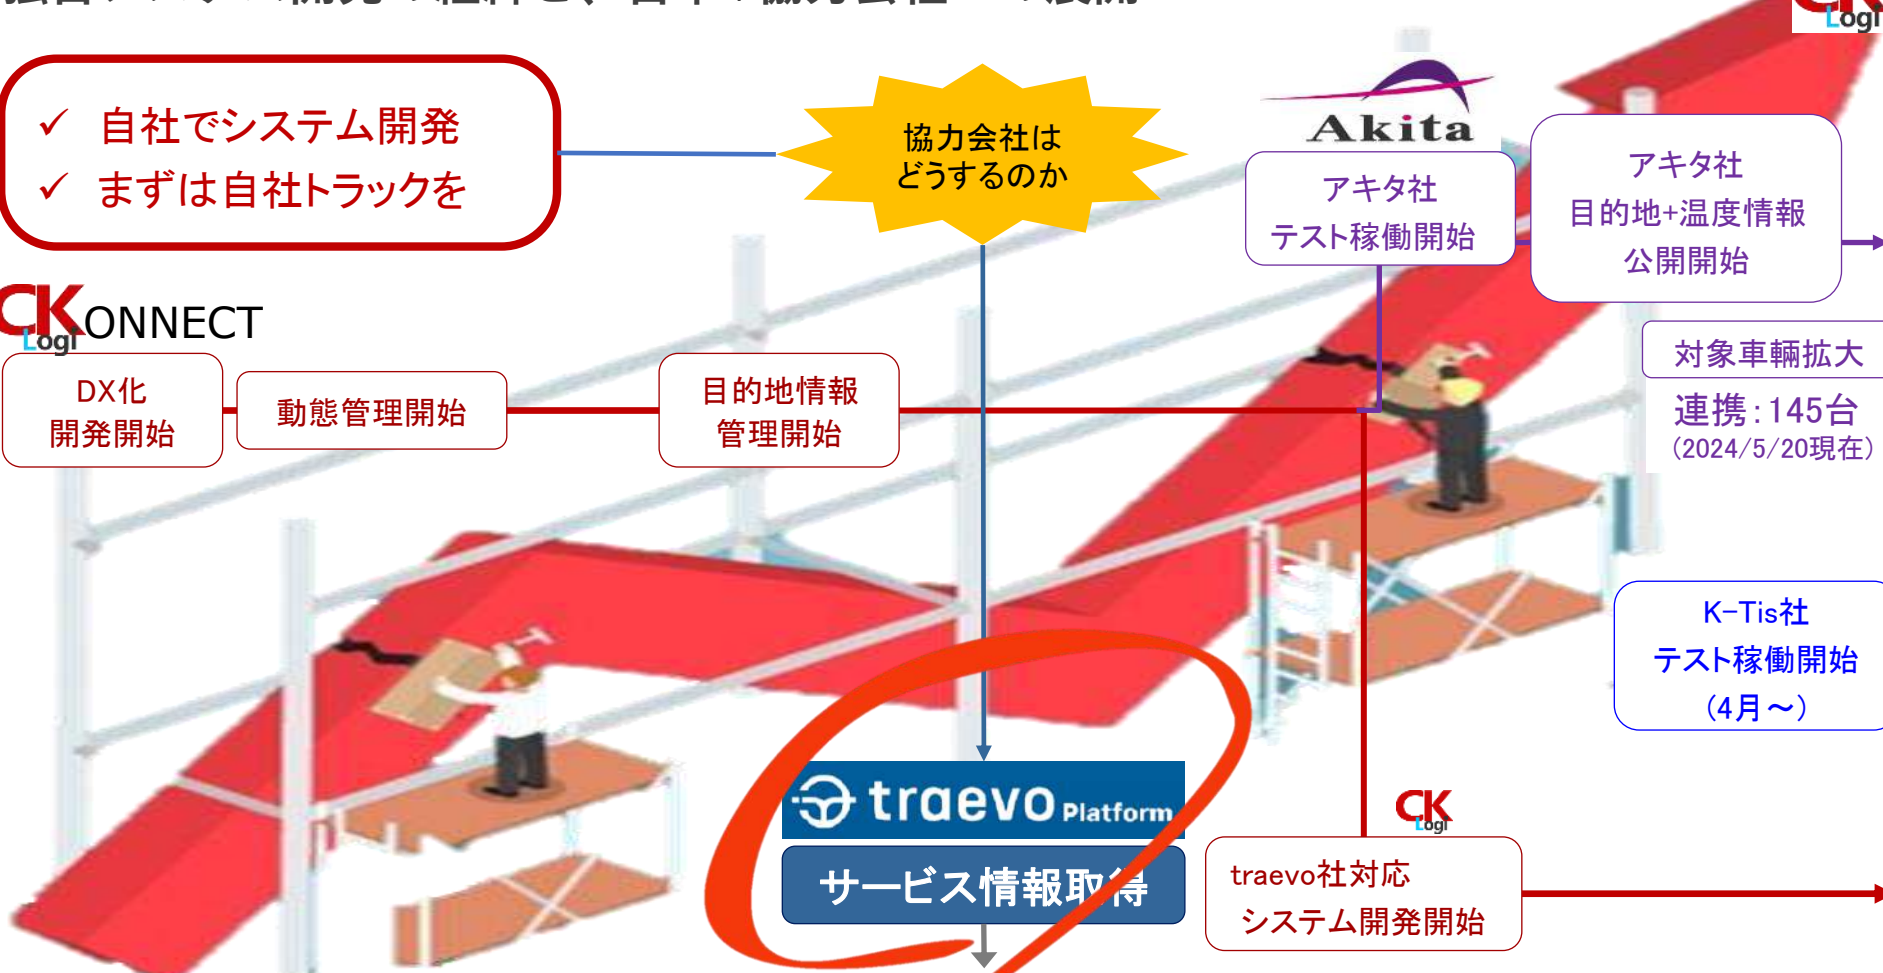 CK
Logi
自社でシステム開発
まずは自社トラックを
協力会社は
どうするのか
Akita
アキタ社
テスト稼働開始
アキタ社
目的地+温度情報
公開開始
CK
Logi
ONNECT
DX化
開発開始
動態管理開始
目的地情報
管理開始
対象車輛拡大
連携:145台
(2024/5/20現在)
K-Tis社
テスト稼働開始
(4月～)
traevo Platform
サービス情報取得
CK
Logi
traevo社対応
システム開発開始